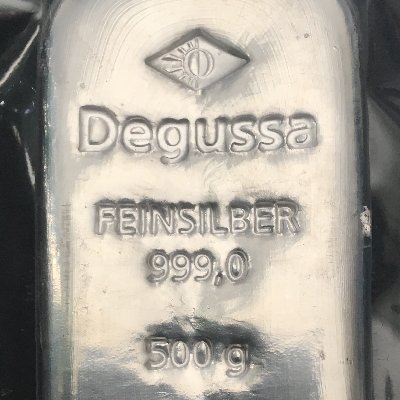 Degussa
FEINSILBER
999,0
500 g